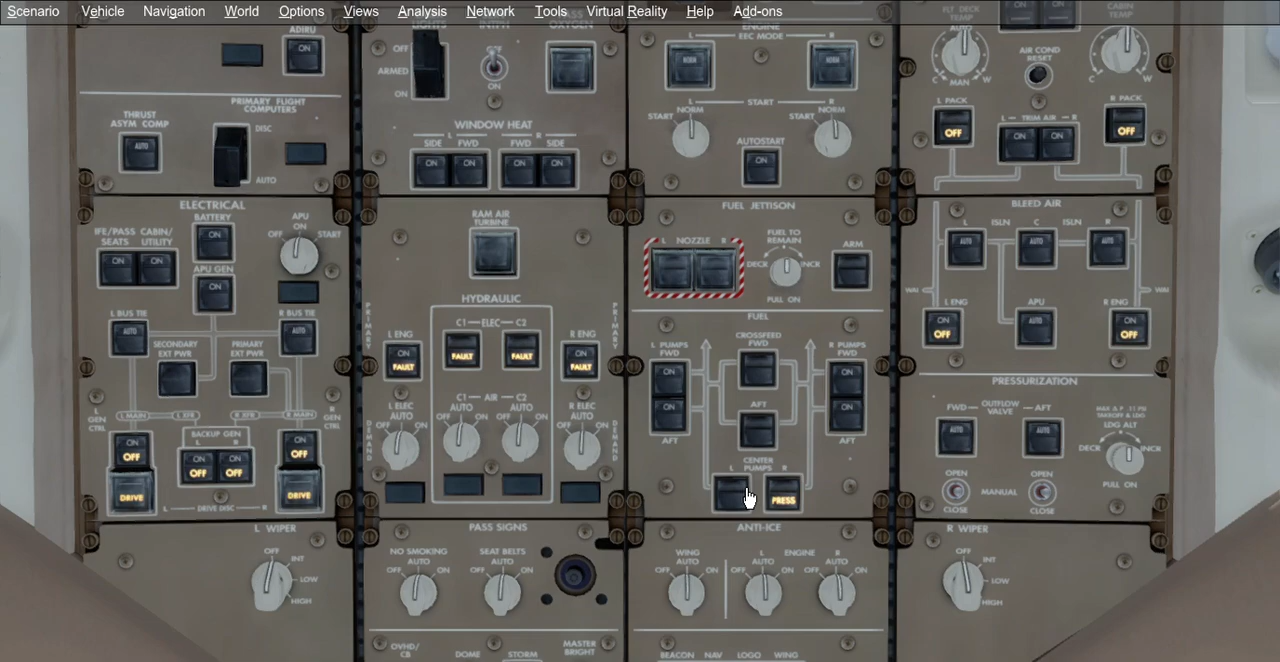 Scenario Vehicle Navigation World Options Views Analysis Network Tools Virtual Reality Help Add-ons
ADIRU
ON
THRUST
ASYM COMP
AUTO
PRIMARY FLIGHT
COMPUTERS
DISC
AUTO
LIGHTS
OFF
ARMED
ON
OFF
ON
OXYGEN
WINDOW HEAT
L R
SIDE FWD FWD SIDE
ON ON ON ON
ENGINE
L EEC MODE R
NORM NORM
L START R
START NORM START NORM
AUTOSTART
ON
FLT DECK
TEMP
AUTO
C MAN W
AIR COND
RESET
CABIN
TEMP
C W
L PACK
OFF
L TRIM AIR R
ON ON
R PACK
OFF
ELECTRICAL
BATTERY
ON
IFE/PASS
SEATS
CABIN/
UTILITY
ON ON
APU
OFF ON START
APU GEN
ON
L BUS TIE
AUTO
R BUS TIE
AUTO
SECONDARY
EXT PWR
PRIMARY
EXT PWR
L MAIN L XFR R XFR R MAIN
L
GEN
CTRL
R
GEN
CTRL
ON
OFF
BACKUP GEN
L R
ON ON
OFF OFF
ON
OFF
DRIVE
DRIVE
L DRIVE DISC R
RAM AIR
TURBINE
HYDRAULIC
PRIMARY
PRIMARY
L ENG
ON
FAULT
C1 ELEC C2
ON ON
FAULT FAULT
R ENG
ON
FAULT
L ELEC
AUTO
OFF ON
C1 AIR C2
AUTO AUTO
OFF ON OFF ON
R ELEC
AUTO
OFF ON
DEMAND
DEMAND
FUEL JETTISON
L NOZZLE R
FUEL TO
REMAIN
DECR INCR
PULL ON
ARM
FUEL
L PUMPS
FWD
ON
ON
AFT
CROSSFEED
FWD
AFT
R PUMPS
FWD
ON
ON
AFT
CENTER
L PUMPS R
PRESS
BLEED AIR
L ISLN C ISLN R
AUTO AUTO AUTO
WAI
WAI
L ENG
ON
OFF
APU
AUTO
R ENG
ON
OFF
PRESSURIZATION
FWD OUTFLOW VALVE AFT
AUTO AUTO
LDG ALT
DECR INCR
PULL ON
OPEN
CLOSE
MANUAL
OPEN
CLOSE
L WIPER
OFF
INT
LOW
HIGH
PASS SIGNS
NO SMOKING
AUTO
OFF ON
SEAT BELTS
AUTO
OFF ON
ANTI-ICE
WING
AUTO
OFF ON
L ENGINE R
AUTO AUTO
OFF ON OFF ON
R WIPER
OFF
INT
LOW
HIGH
OVHD/
CB
DOME
STORM
MASTER
BRIGHT
BEACON NAV LOGO WING